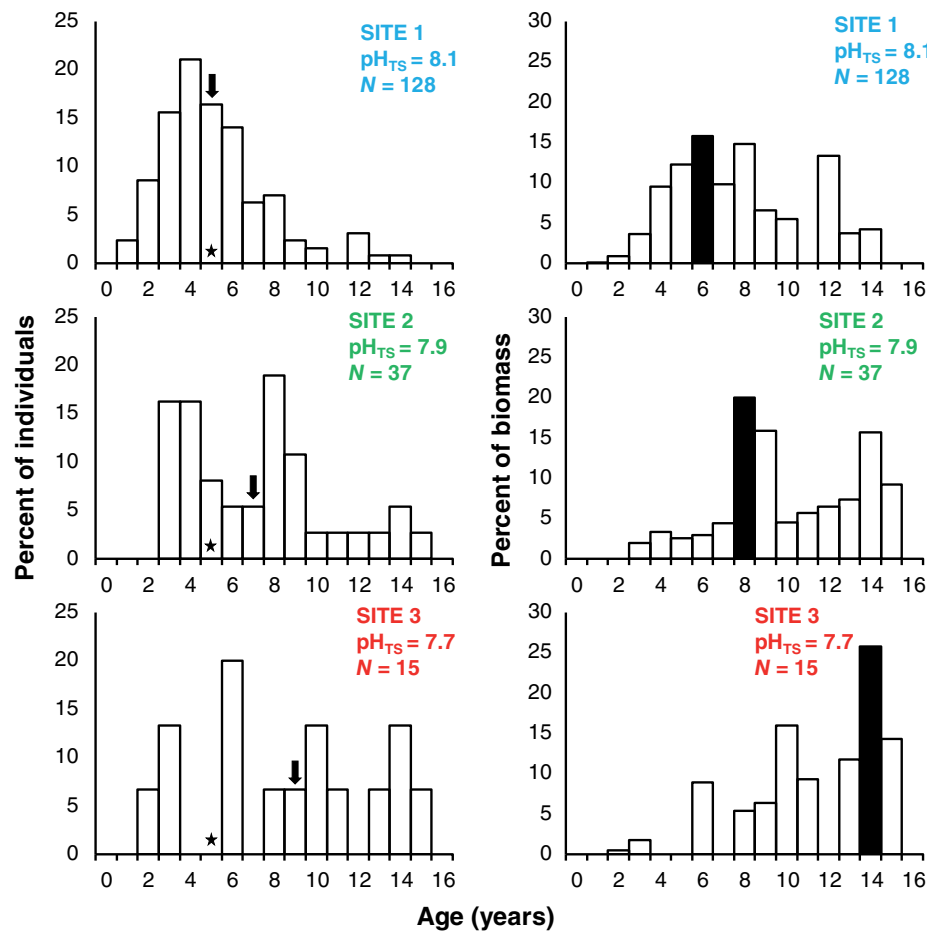 Percent of individuals
Percent of biomass
25
20
15
10
5
0
0 2 4 6 8 10 12 14 16
SITE 1
pHTS = 8.1
N = 128
30
25
20
15
10
5
0
0 2 4 6 8 10 12 14 16
SITE 1
pHTS = 8.1
N = 128
25
20
15
10
5
0
0 2 4 6 8 10 12 14 16
SITE 2
pHTS = 7.9
N = 37
30
25
20
15
10
5
0
0 2 4 6 8 10 12 14 16
SITE 2
pHTS = 7.9
N = 37
25
20
15
10
5
0
0 2 4 6 8 10 12 14 16
SITE 3
pHTS = 7.7
N = 15
30
25
20
15
10
5
0
0 2 4 6 8 10 12 14 16
SITE 3
pHTS = 7.7
N = 15
Age (years)